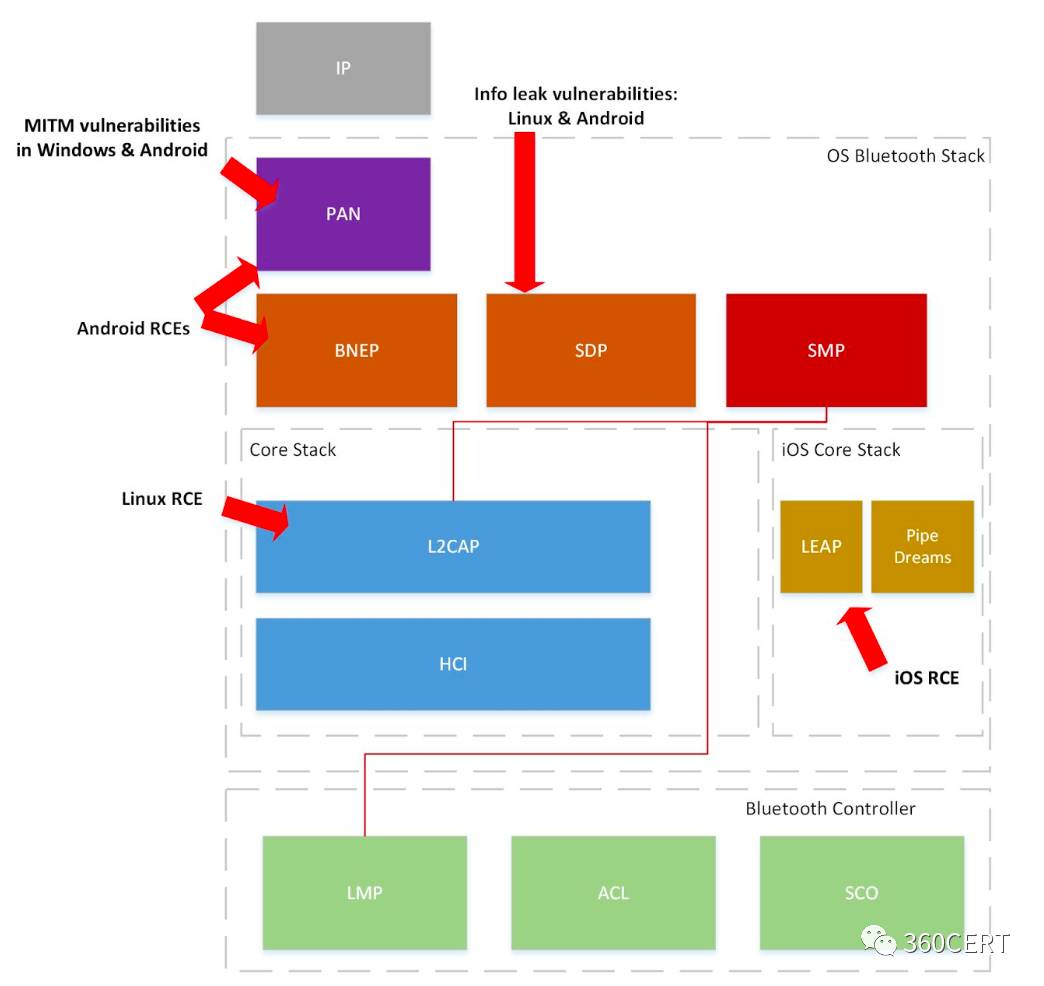 IP
Info leak vulnerabilities:
Linux & Android
MITM vulnerabilities
in Windows & Android
OS Bluetooth Stack
PAN
Android RCEs
BNEP
SDP
SMP
Core Stack
iOS Core Stack
Linux RCE
L2CAP
LEAP
Pipe
Dreams
HCI
iOS RCE
Bluetooth Controller
LMP
ACL
SCO
360CERT